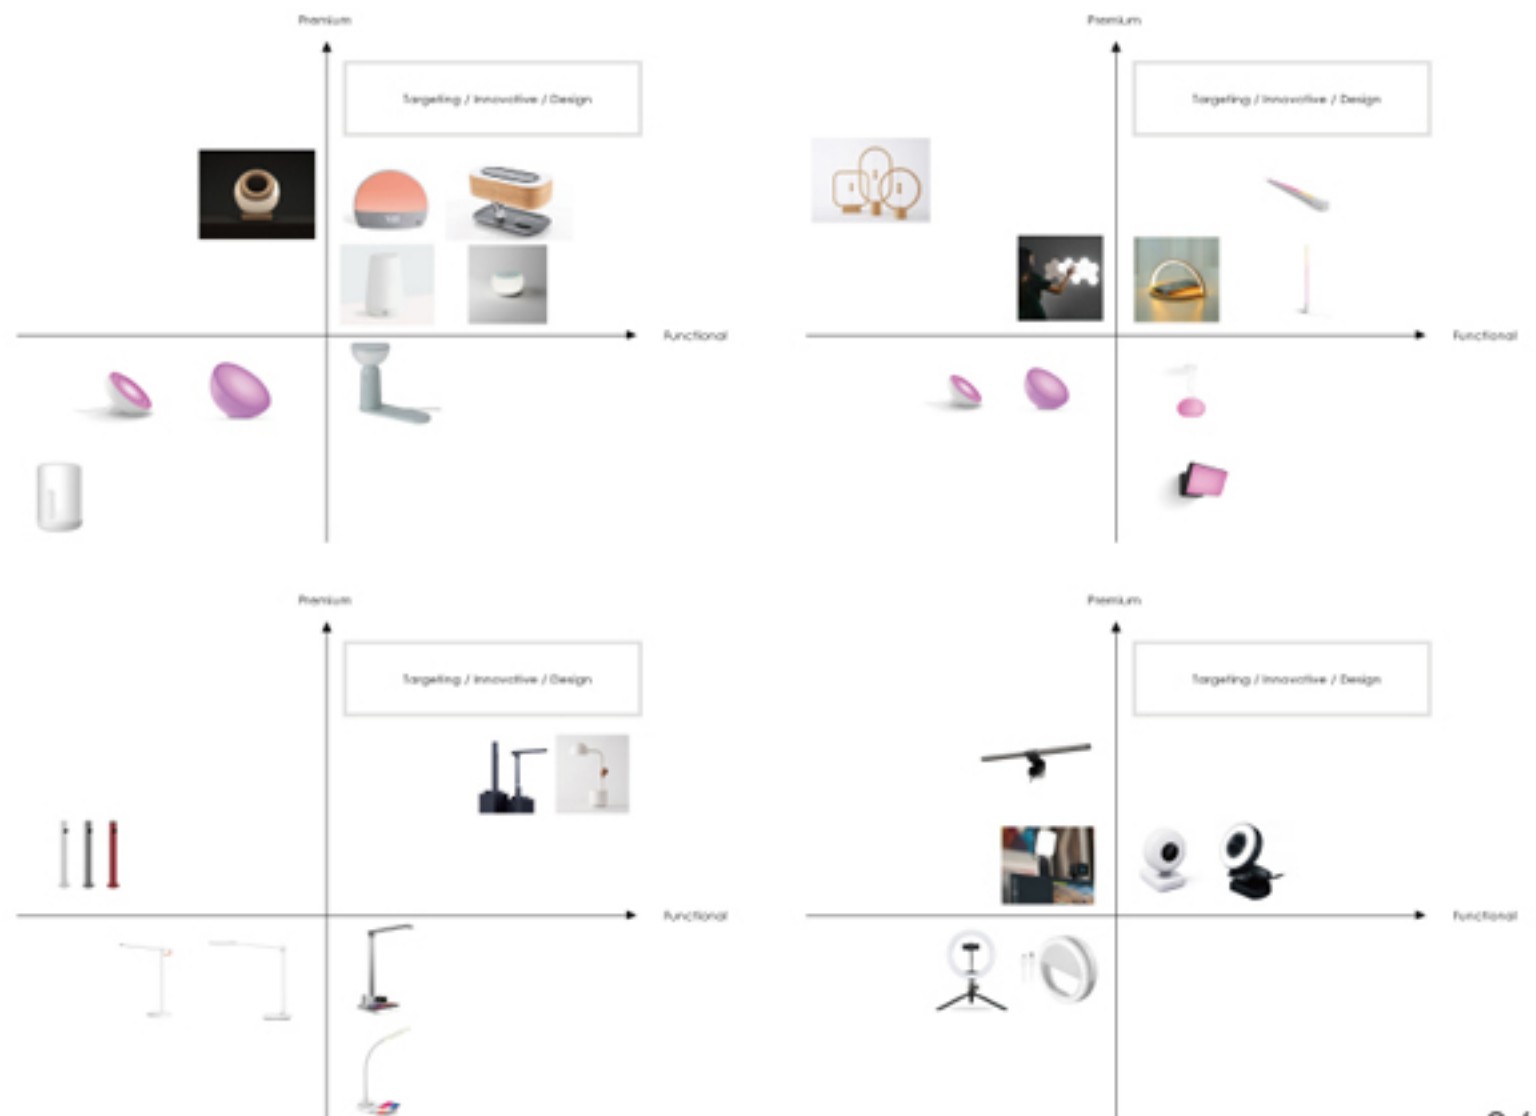 Premium
Premium
Targeting / Innovative / Design
Targeting / Innovative / Design
Functional
Functional
Premium
Premium
Targeting / Innovative / Design
Targeting / Innovative / Design
Functional
Functional